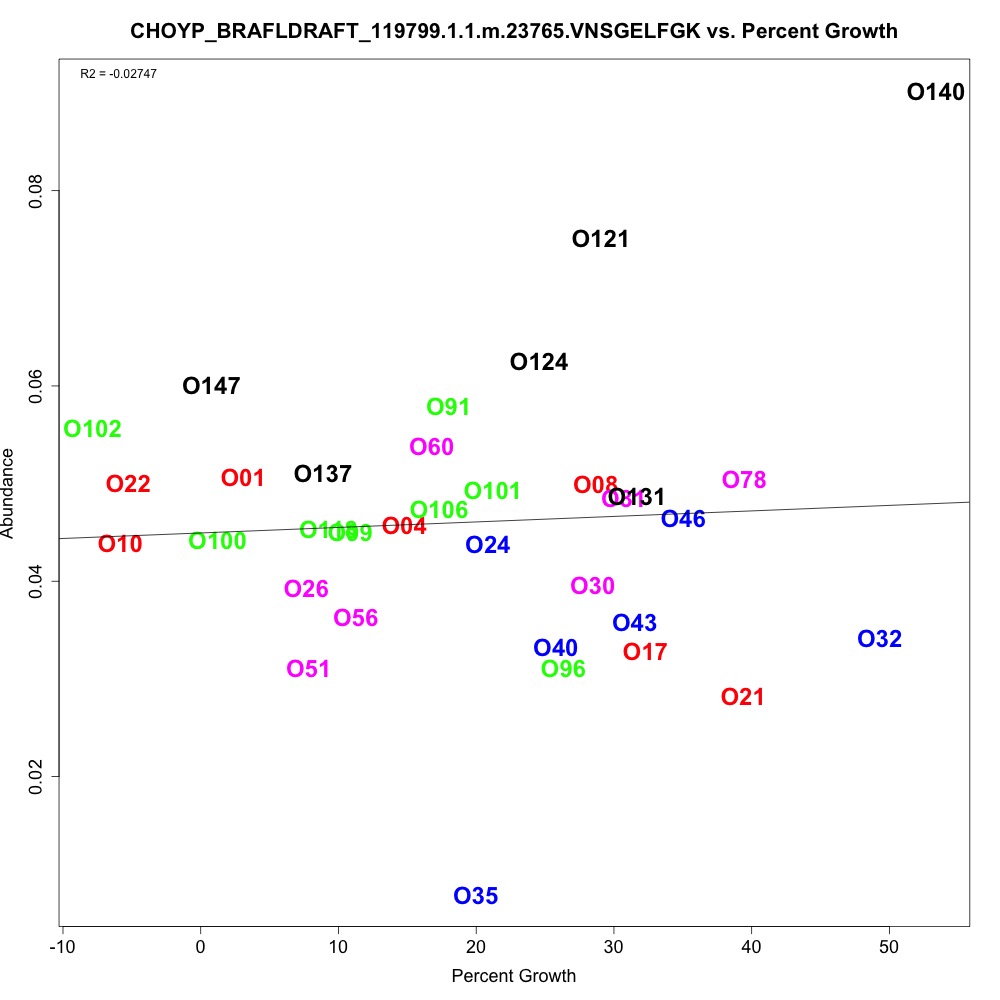 CHOYP_BRAFLDRAFT_119799.1.1.m.23765.VNSGELFGK vs. Percent Growth
R2 = -0.02747
O140
0.08
O121
O124
0.06
O147
O91
O102
O60
O137
O01
O22
O78
O08
O101
O131
O106
O46
O04
O100
O10
O24
Abundance
0.04
O26
O30
O56
O43
O32
O40
O17
O51
O96
O21
0.02
O35
-10 0 10 20 30 40 50
Percent Growth